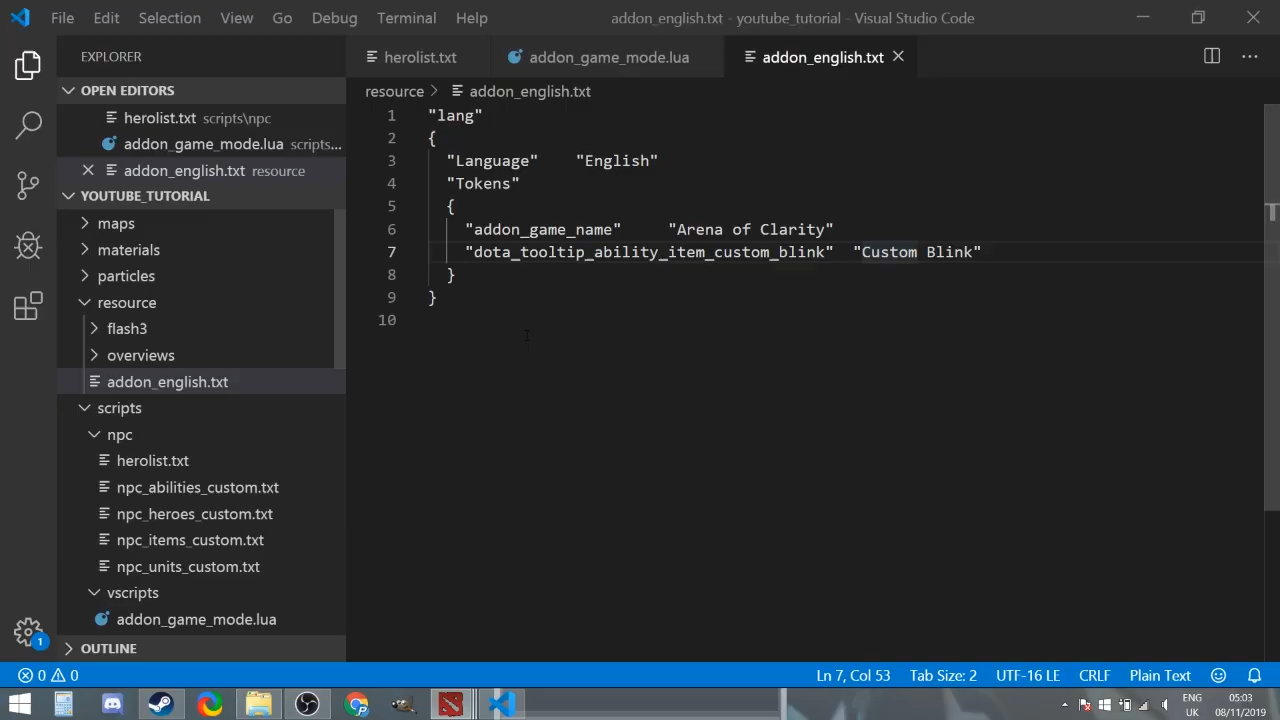 File Edit Selection View Go Debug Terminal Help
addon_english.txt - youtube_tutorial - Visual Studio Code
EXPLORER
OPEN EDITORS
herolist.txt scripts\npc
addon_game_mode.lua scripts...
addon_english.txt resource
YOUTUBE_TUTORIAL
maps
materials
particles
resource
flash3
overviews
addon_english.txt
scripts
npc
herolist.txt
npc_abilities_custom.txt
npc_heroes_custom.txt
npc_items_custom.txt
npc_units_custom.txt
vscripts
addon_game_mode.lua
OUTLINE
1
herolist.txt addon_game_mode.lua addon_english.txt
resource addon_english.txt
1 "lang"
2 {
3 "Language" "English"
4 "Tokens"
5 {
6 "addon_game_name" "Arena of Clarity"
7 "dota_tooltip_ability_item_custom_blink" "Custom Blink"
8 }
9 }
10
0 0 Ln 7, Col 53 Tab Size: 2 UTF-16 LE CRLF Plain Text
ENG 05:03
UK 08/11/2019